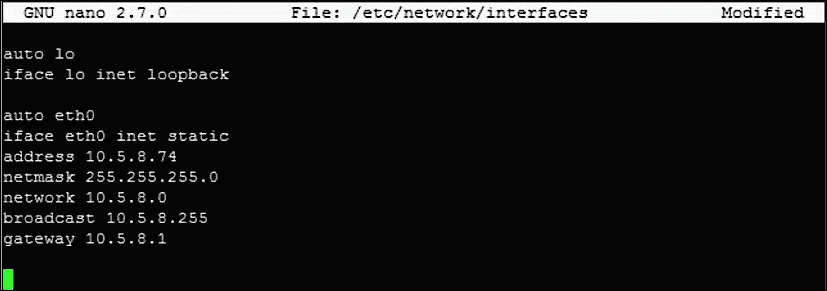 GNU nano 2.7.0 File: /etc/network/interfaces Modified
auto lo
iface lo inet loopback
auto eth0
iface eth0 inet static
address 10.5.8.74
netmask 255.255.255.0
network 10.5.8.0
broadcast 10.5.8.255
gateway 10.5.8.1